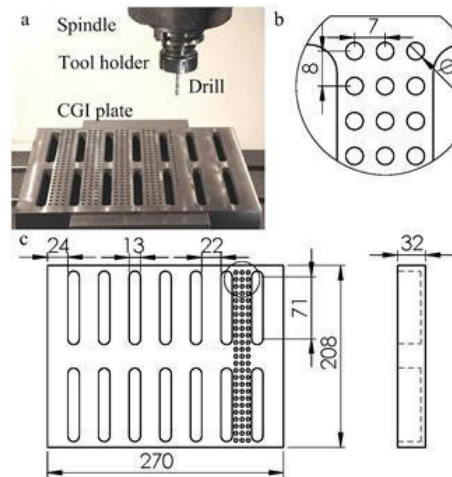 a
Spindle
Tool holder
Drill
CGI plate
b
7
8
c
24
13
22
32
71
208
270